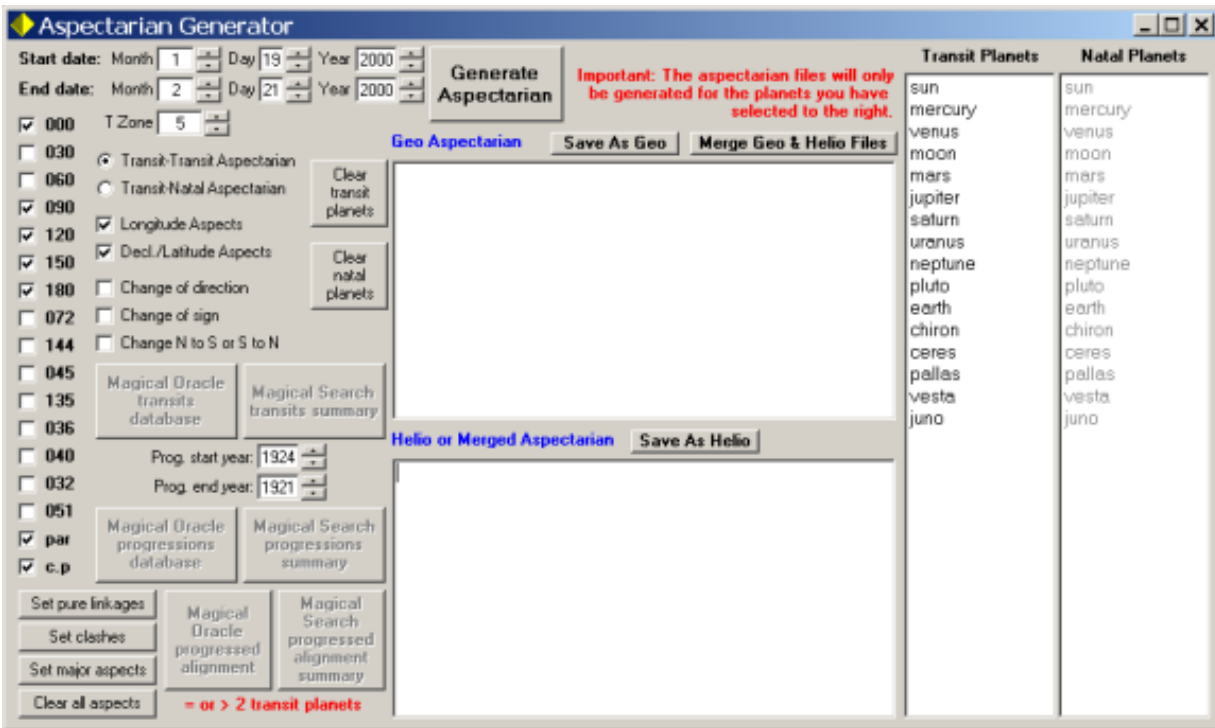 Aspectarian Generator
Start date: Month 1 Day 19 Year 2000
End date: Month 2 Day 21 Year 2000
T Zone 5
000
030
060
090
120
150
180
072
144
045
135
036
040
032
051
par
c.p
Transit-Transit Aspectarian
Transit-Natal Aspectarian
Longitude Aspects
Decl./Latitude Aspects
Change of direction
Change of sign
Change N to S or S to N
Clear
transit
planets
Clear
natal
planets
Magical Oracle
transits
database
Magical Search
transits summary
Prog. start year: 1924
Prog. end year: 1921
Magical Oracle
progressions
database
Magical Search
progressions
summary
Set pure linkages
Set clashes
Set major aspects
Clear all aspects
Magical
Oracle
progressed
alignment
Magical
Search
progressed
alignment
summary
= or > 2 transit planets
Generate
Aspectarian
Important: The aspectarian files will only
be generated for the planets you have
selected to the right.
Geo Aspectarian Save As Geo Merge Geo & Helio Files
Helio or Merged Aspectarian Save As Helio
Transit Planets
sun
mercury
venus
moon
mars
jupiter
saturn
uranus
neptune
pluto
earth
chiron
ceres
pallas
vesta
juno
Natal Planets
sun
mercury
venus
moon
mars
jupiter
saturn
uranus
neptune
pluto
earth
chiron
ceres
pallas
vesta
juno